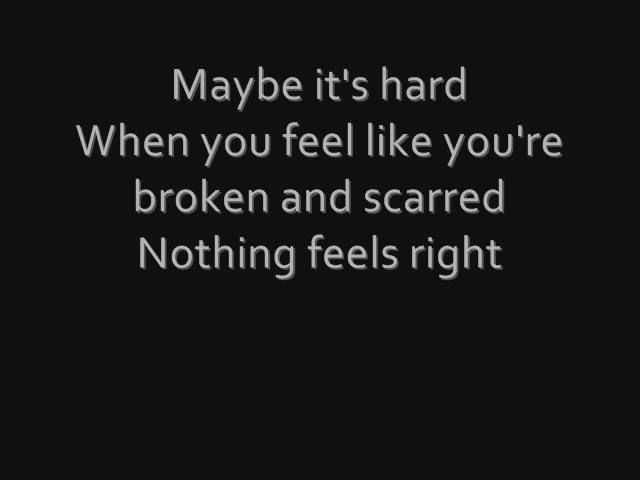 Maybe it's hard
When you feel like you're
broken and scarred
Nothing feels right